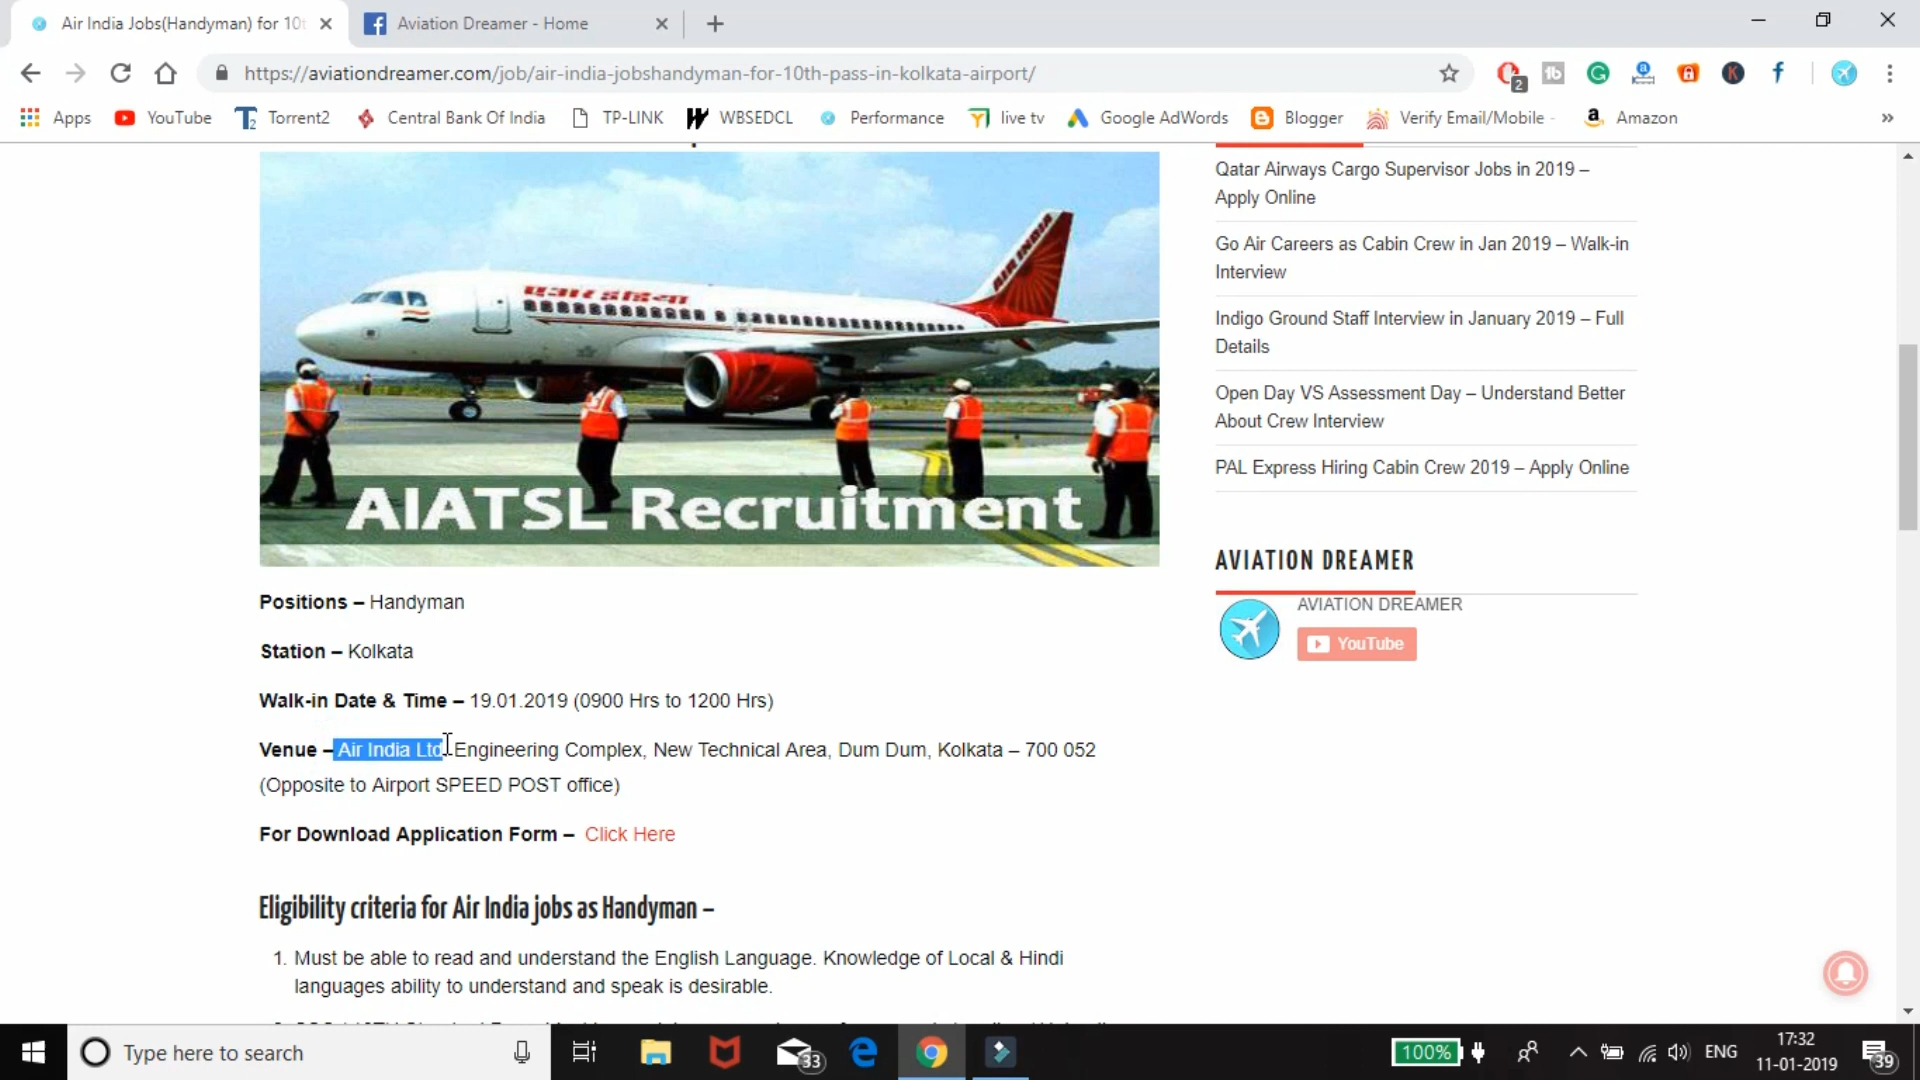 Air India Jobs(Handyman) for 10t
Aviation Dreamer - Home
https://aviationdreamer.com/job/air-india-jobshandyman-for-10th-pass-in-kolkata-airport/
2
Apps
YouTube
Torrent2
Central Bank Of India
TP-LINK
WBSEDCL
Performance
live tv
Google AdWords
Blogger
Verify Email/Mobile -
Amazon
»
AIR INDIA
AIATSL Recruitment
Positions – Handyman
Station – Kolkata
Walk-in Date & Time – 19.01.2019 (0900 Hrs to 1200 Hrs)
Venue – Air India Ltd Engineering Complex, New Technical Area, Dum Dum, Kolkata – 700 052
(Opposite to Airport SPEED POST office)
For Download Application Form – Click Here
Eligibility criteria for Air India jobs as Handyman –
1. Must be able to read and understand the English Language. Knowledge of Local & Hindi
languages ability to understand and speak is desirable.
Qatar Airways Cargo Supervisor Jobs in 2019 –
Apply Online
Go Air Careers as Cabin Crew in Jan 2019 – Walk-in
Interview
Indigo Ground Staff Interview in January 2019 – Full
Details
Open Day VS Assessment Day – Understand Better
About Crew Interview
PAL Express Hiring Cabin Crew 2019 – Apply Online
AVIATION DREAMER
AVIATION DREAMER
YouTube
Type here to search
33
100%
ENG
17:32
11-01-2019
39